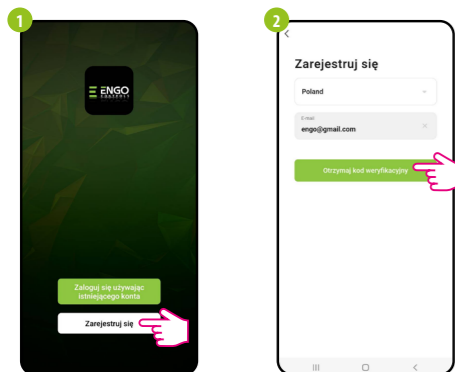 1
ENGO
CONTROLS
Zaloguj się używając
istniejącego konta
Zarejestruj się
2
Zarejestruj się
Poland
E-mail
engo@gmail.com
Otrzymaj kod weryfikacyjny